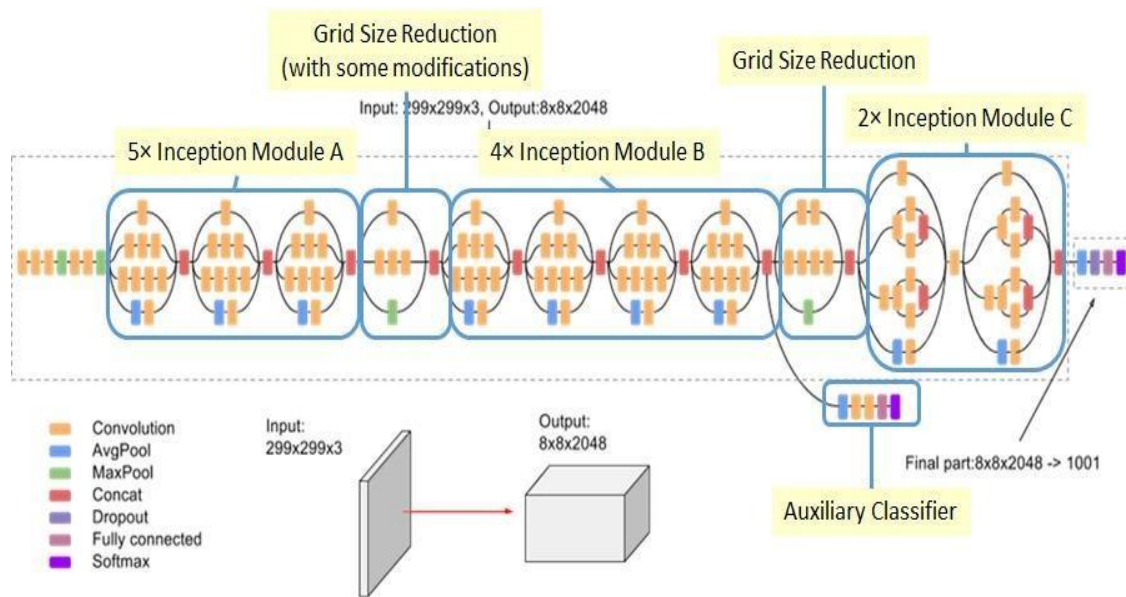 Grid Size Reduction
(with some modifications)
Grid Size Reduction
Input: 299x299x3, Output:8x8x2048
2× Inception Module C
5× Inception Module A
4× Inception Module B
Convolution
AvgPool
MaxPool
Concat
Dropout
Fully connected
Softmax
Input:
299x299x3
Output:
8x8x2048
Final part:8x8x2048 -> 1001
Auxiliary Classifier